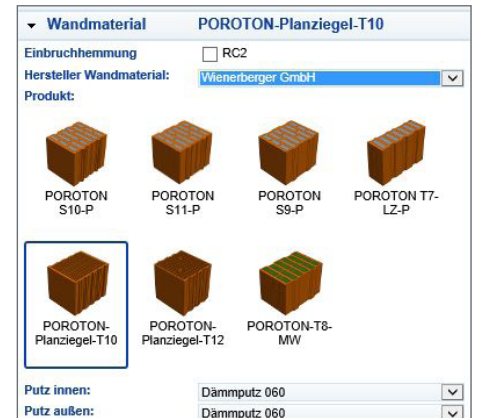 Wandmaterial POROTON-Planziegel-T10
Einbruchhemmung RC2
Hersteller Wandmaterial: Wienerberger GmbH
Produkt:
POROTON S10-P
POROTON S11-P
POROTON S9-P
POROTON T7-LZ-P
POROTON-Planziegel-T10
POROTON-Planziegel-T12
POROTON-T8-MW
Putz innen: Dämmputz 060
Putz außen: Dämmputz 060